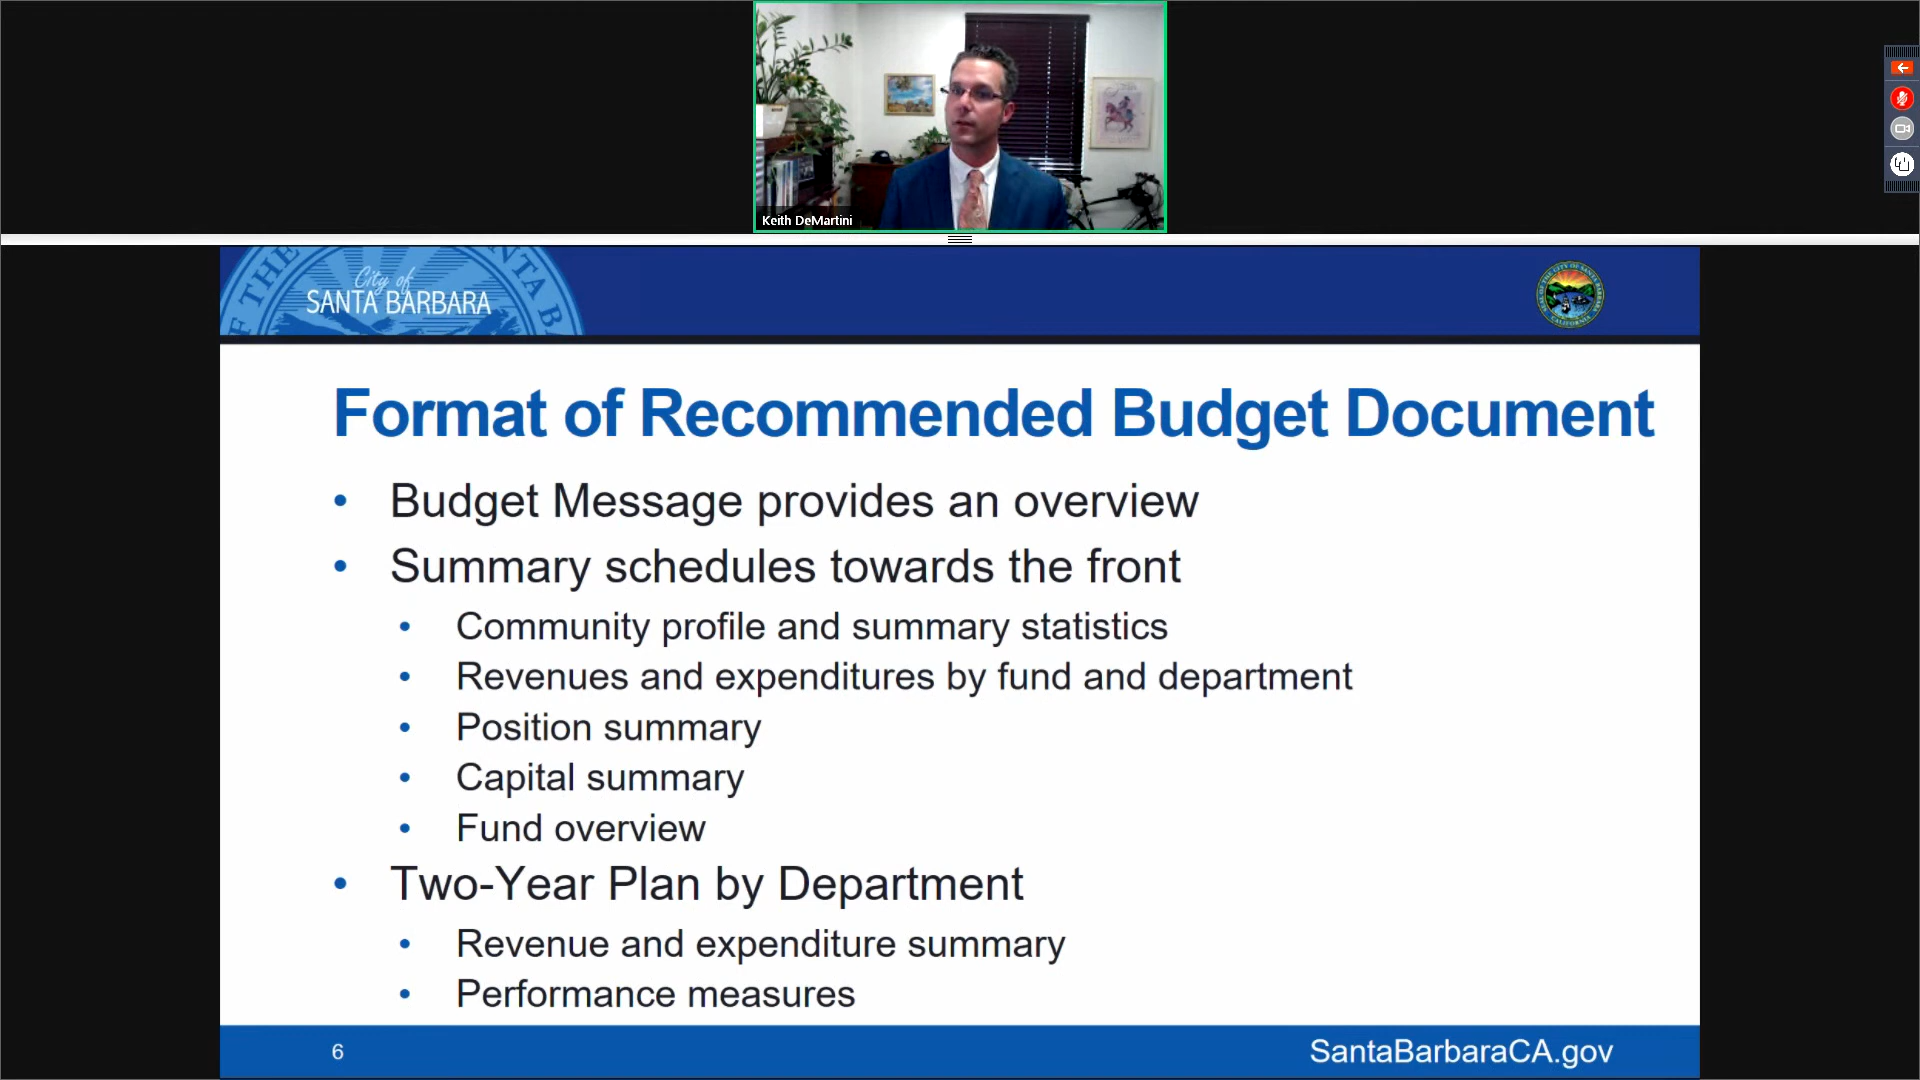 Keith DeMartini
City of
SANTA BARBARA
Format of Recommended Budget Document
• Budget Message provides an overview
• Summary schedules towards the front
• Community profile and summary statistics
• Revenues and expenditures by fund and department
• Position summary
• Capital summary
• Fund overview
• Two-Year Plan by Department
• Revenue and expenditure summary
• Performance measures
6
SantaBarbaraCA.gov